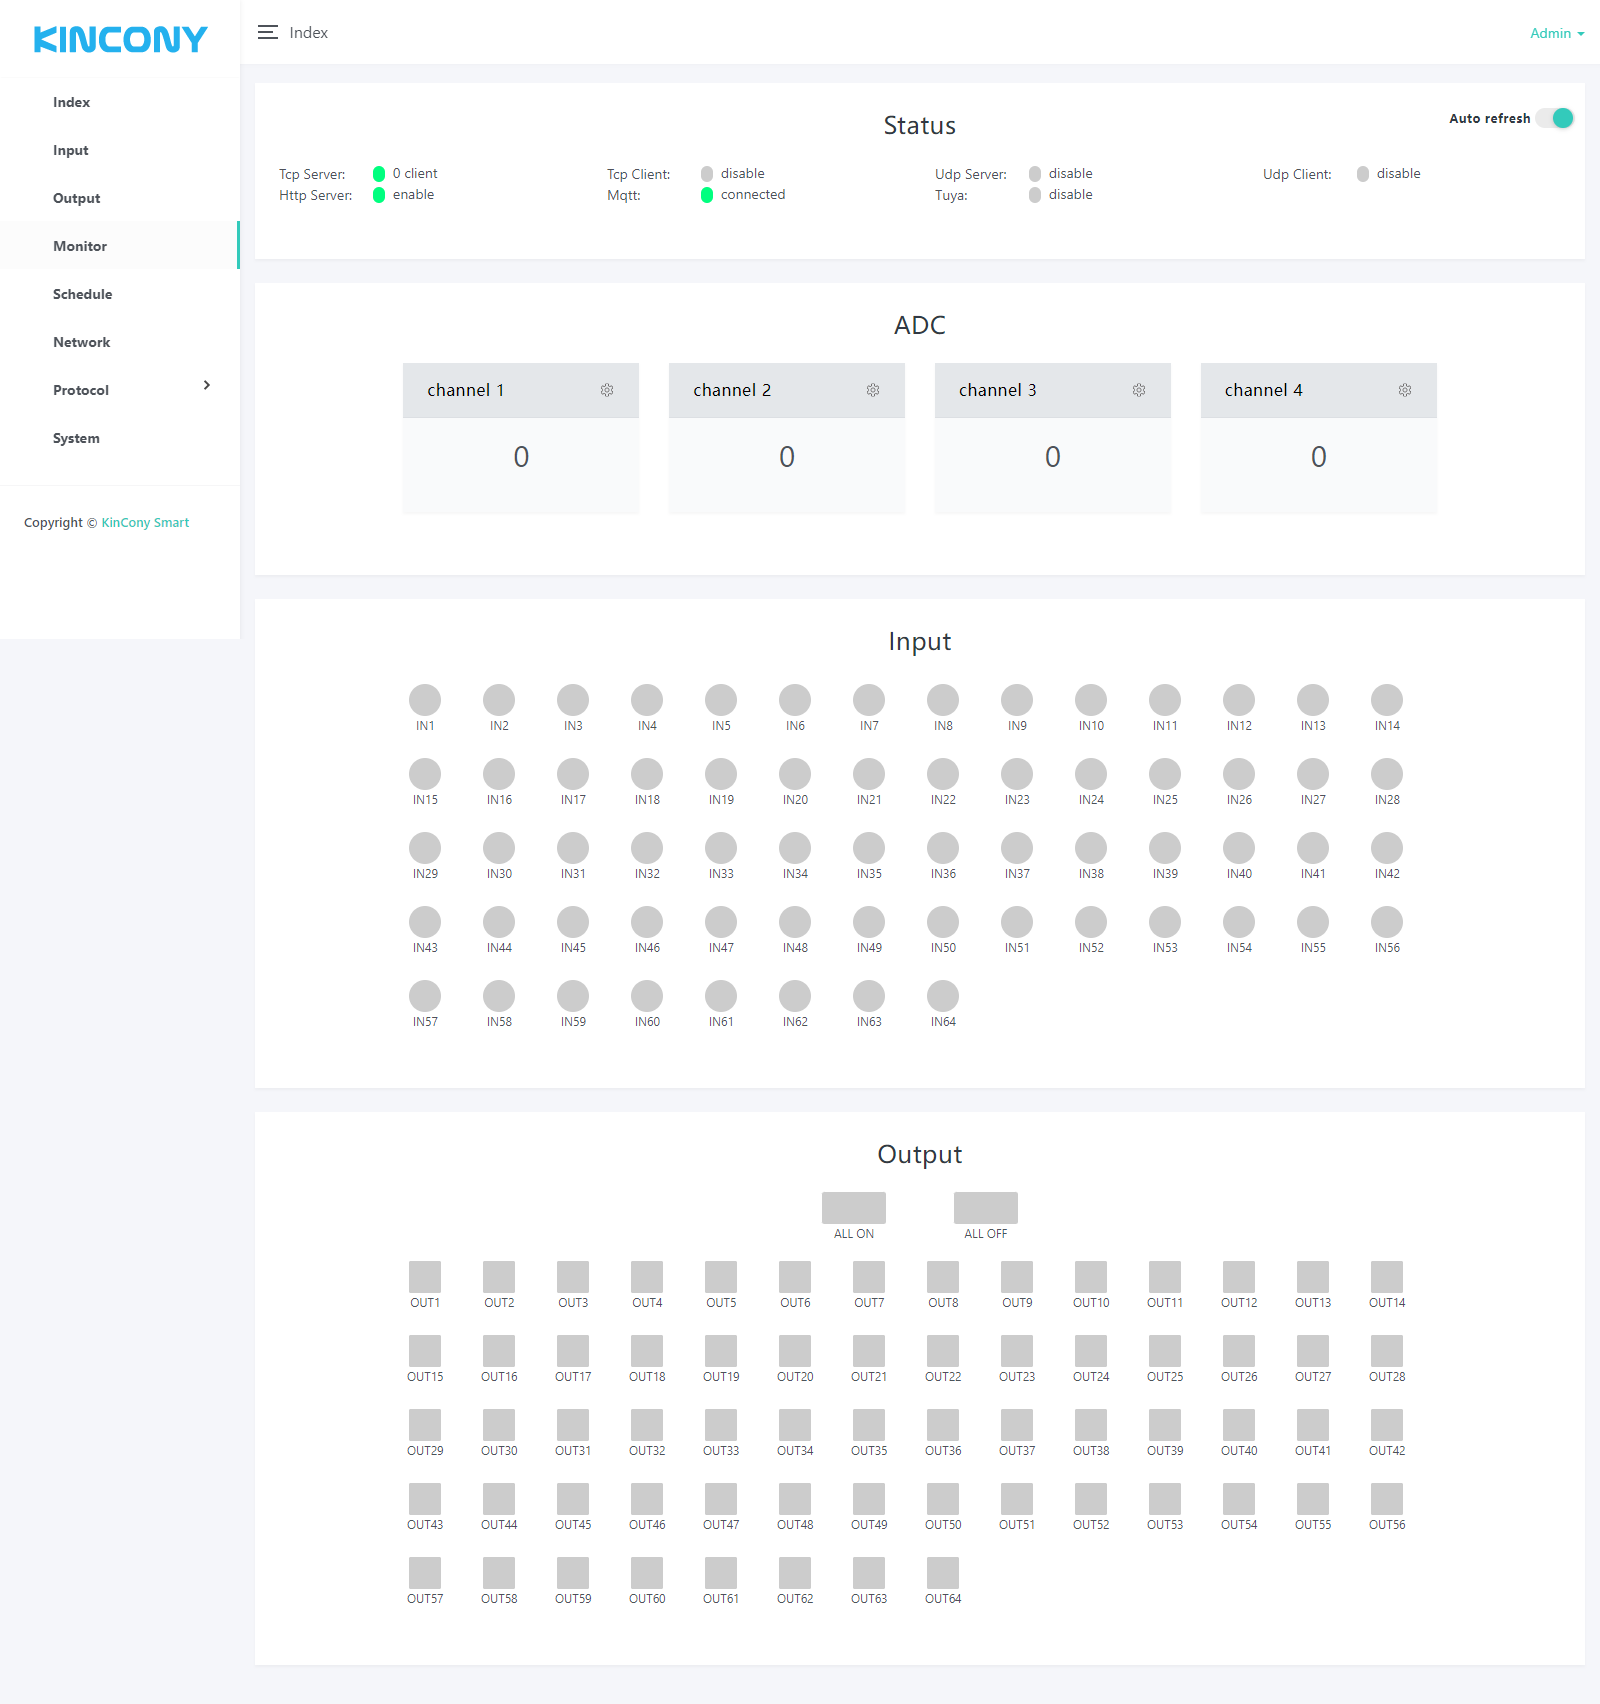 KINCONY
Index
Admin
Index
Input
Output
Monitor
Schedule
Network
Protocol
System
Copyright © KinCony Smart
Status
Auto refresh
Tcp Server: 0 client Tcp Client: disable Udp Server: disable Udp Client: disable
Http Server: enable Mqtt: connected Tuya: disable
ADC
channel 1 channel 2 channel 3 channel 4
0 0 0 0
Input
IN1 IN2 IN3 IN4 IN5 IN6 IN7 IN8 IN9 IN10 IN11 IN12 IN13 IN14
IN15 IN16 IN17 IN18 IN19 IN20 IN21 IN22 IN23 IN24 IN25 IN26 IN27 IN28
IN29 IN30 IN31 IN32 IN33 IN34 IN35 IN36 IN37 IN38 IN39 IN40 IN41 IN42
IN43 IN44 IN45 IN46 IN47 IN48 IN49 IN50 IN51 IN52 IN53 IN54 IN55 IN56
IN57 IN58 IN59 IN60 IN61 IN62 IN63 IN64
Output
ALL ON ALL OFF
OUT1 OUT2 OUT3 OUT4 OUT5 OUT6 OUT7 OUT8 OUT9 OUT10 OUT11 OUT12 OUT13 OUT14
OUT15 OUT16 OUT17 OUT18 OUT19 OUT20 OUT21 OUT22 OUT23 OUT24 OUT25 OUT26 OUT27 OUT28
OUT29 OUT30 OUT31 OUT32 OUT33 OUT34 OUT35 OUT36 OUT37 OUT38 OUT39 OUT40 OUT41 OUT42
OUT43 OUT44 OUT45 OUT46 OUT47 OUT48 OUT49 OUT50 OUT51 OUT52 OUT53 OUT54 OUT55 OUT56
OUT57 OUT58 OUT59 OUT60 OUT61 OUT62 OUT63 OUT64